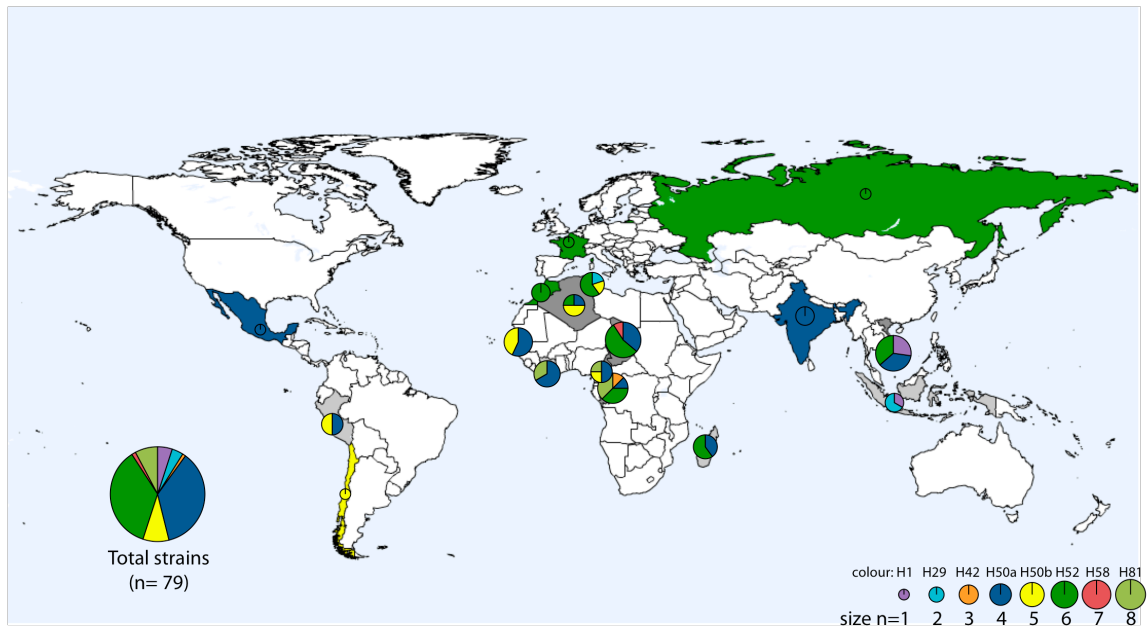 Total strains
(n= 79)
colour: H1 H29 H42 H50a H50b H52 H58 H81
size n=1 2 3 4 5 6 7 8